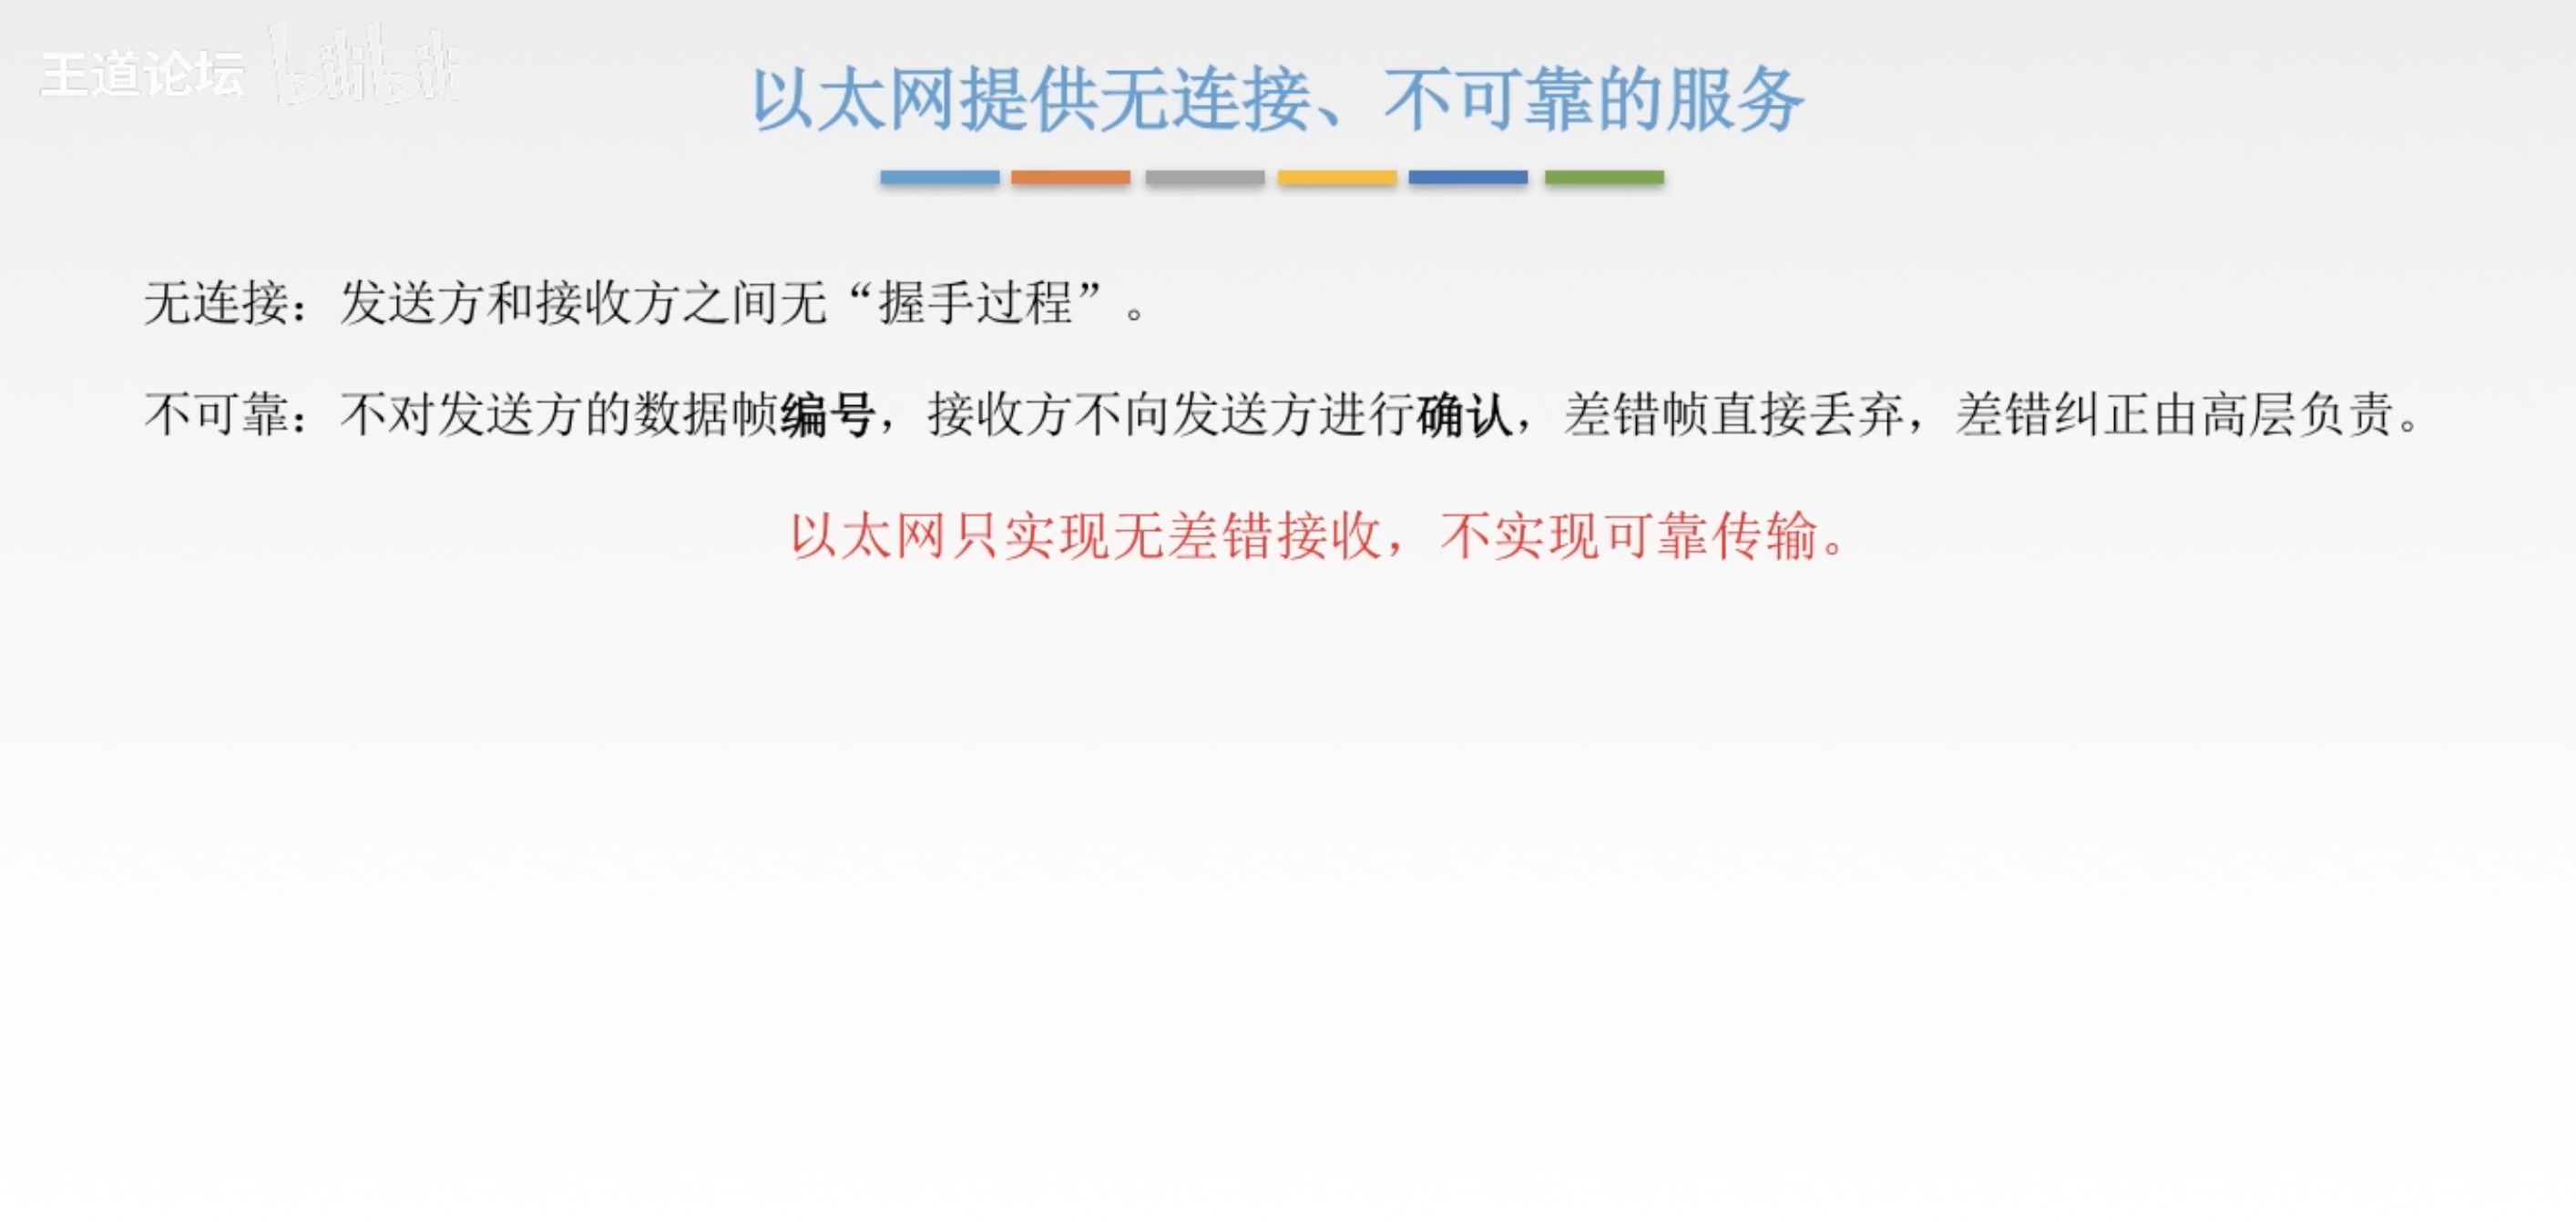 王道论坛 bilibili
以太网提供无连接、不可靠的服务
无连接：发送方和接收方之间无“握手过程”。
不可靠：不对发送方的数据帧编号，接收方不向发送方进行确认，差错帧直接丢弃，差错纠正由高层负责。
以太网只实现无差错接收，不实现可靠传输。